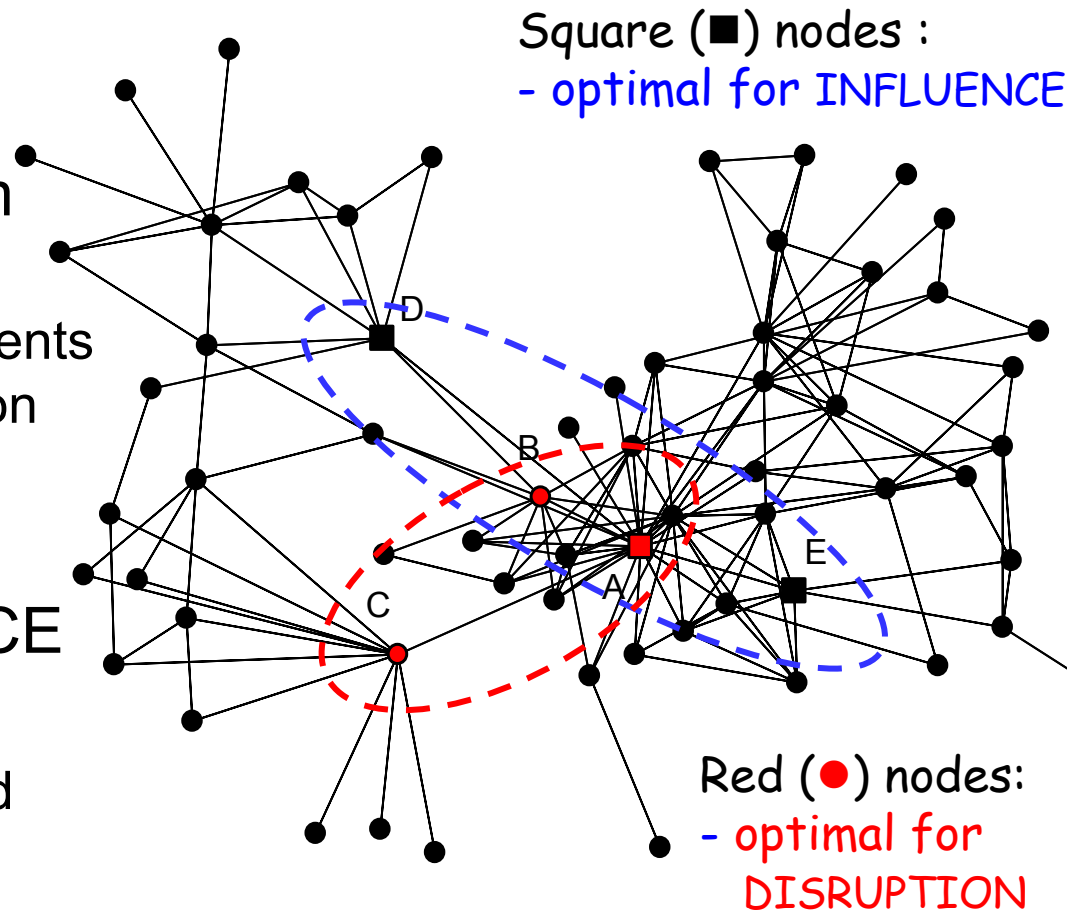 Square (■) nodes :
- optimal for INFLUENCE
D
B
E
A
C
Red (●) nodes:
- optimal for
DISRUPTION